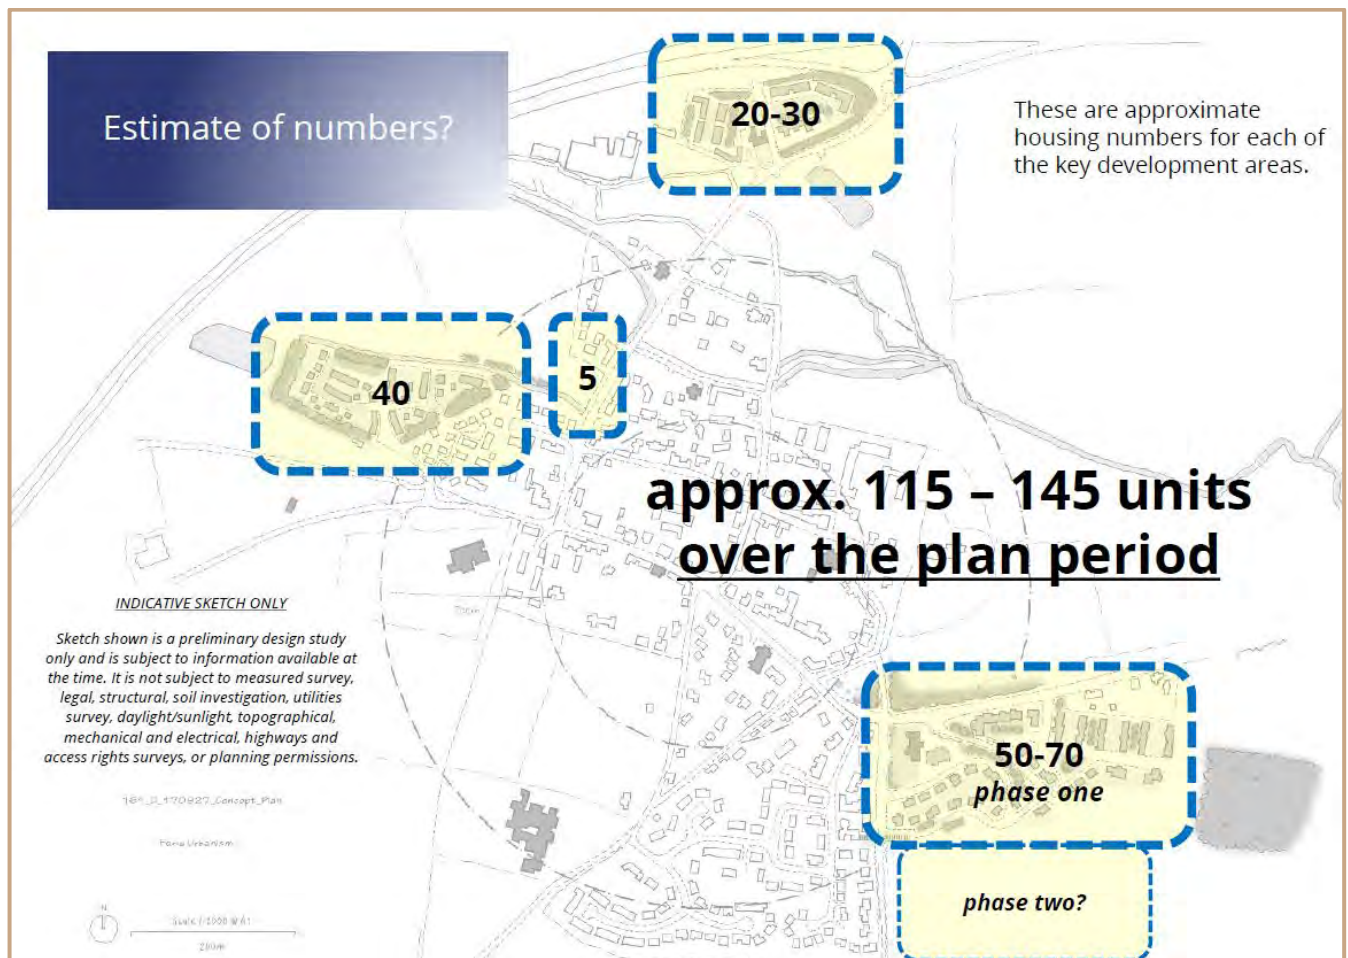 Estimate of numbers?
20-30
These are approximate
housing numbers for each of
the key development areas.
40
5
approx. 115 – 145 units
over the plan period
INDICATIVE SKETCH ONLY
Sketch shown is a preliminary design study
only and is subject to information available at
the time. It is not subject to measured survey,
legal, structural, soil investigation, utilities
survey, daylight/sunlight, topographical,
mechanical and electrical, highways and
access rights surveys, or planning permissions.
50-70
phase one
phase two?
169_D_170927_Concept_Plan
Feria Urbanism
N
200m